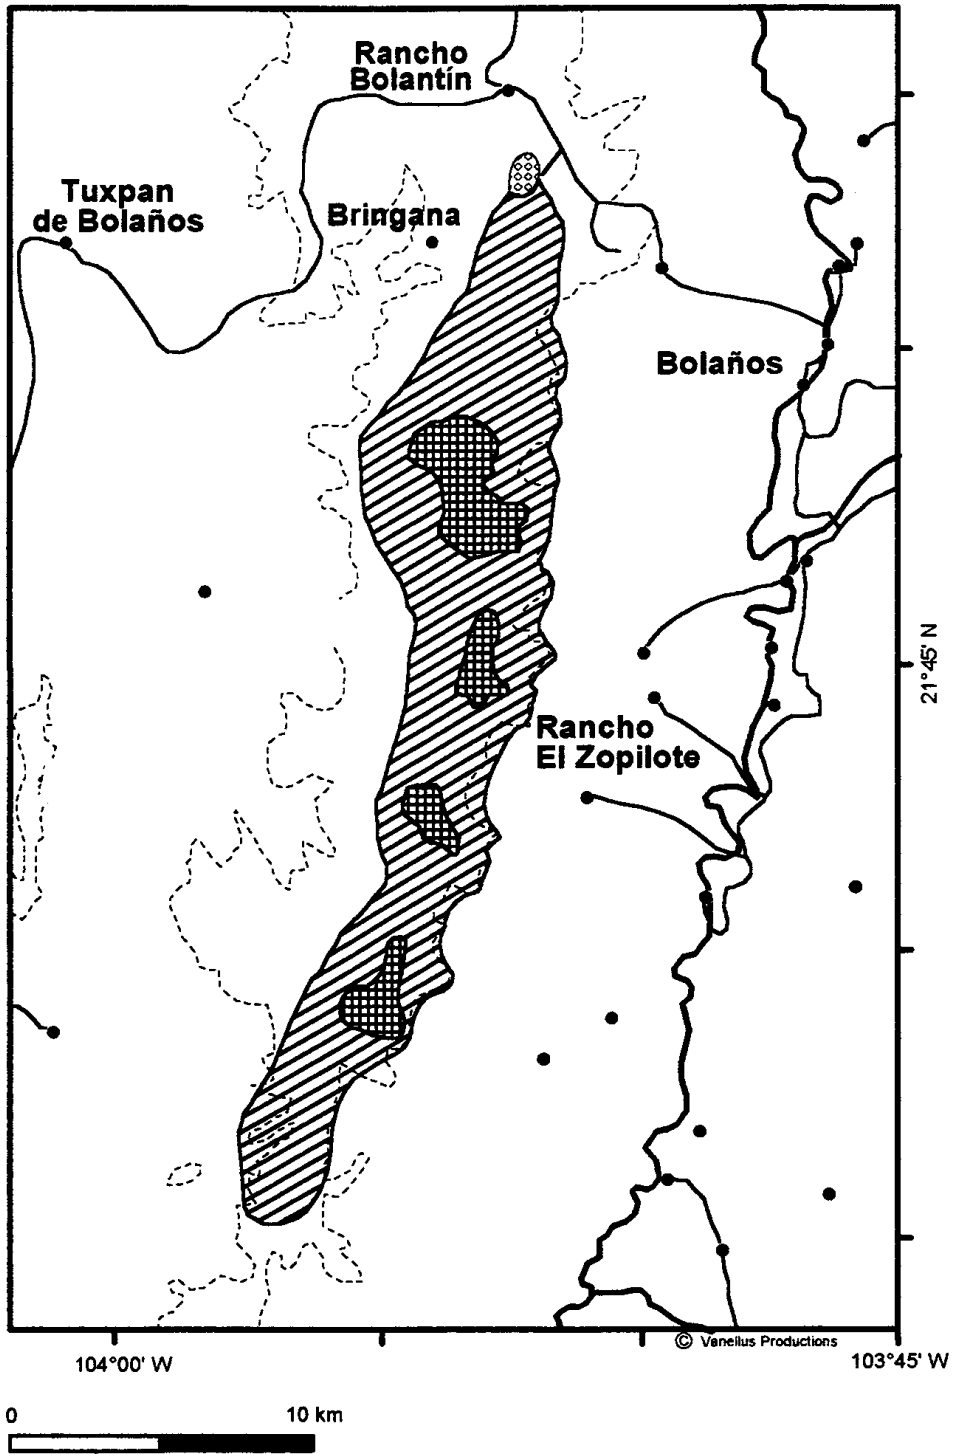 Rancho
Bolantín
Tuxpan
de Bolaños
Bringana
Bolaños
21°45' N
Rancho
El Zopilote
© Vanellus Productions
104°00' W
103°45' W
0 10 km